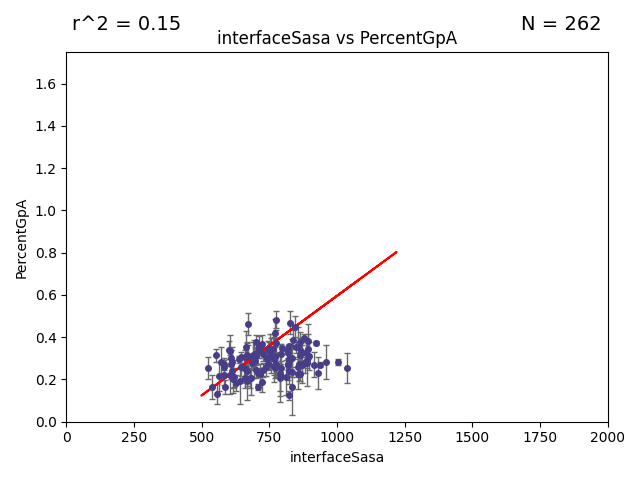 r^2 = 0.15
N = 262
interfaceSasa vs PercentGpA
PercentGpA
1.6
1.4
1.2
1.0
0.8
0.6
0.4
0.2
0.0
0 250 500 750 1000 1250 1500 1750 2000
interfaceSasa